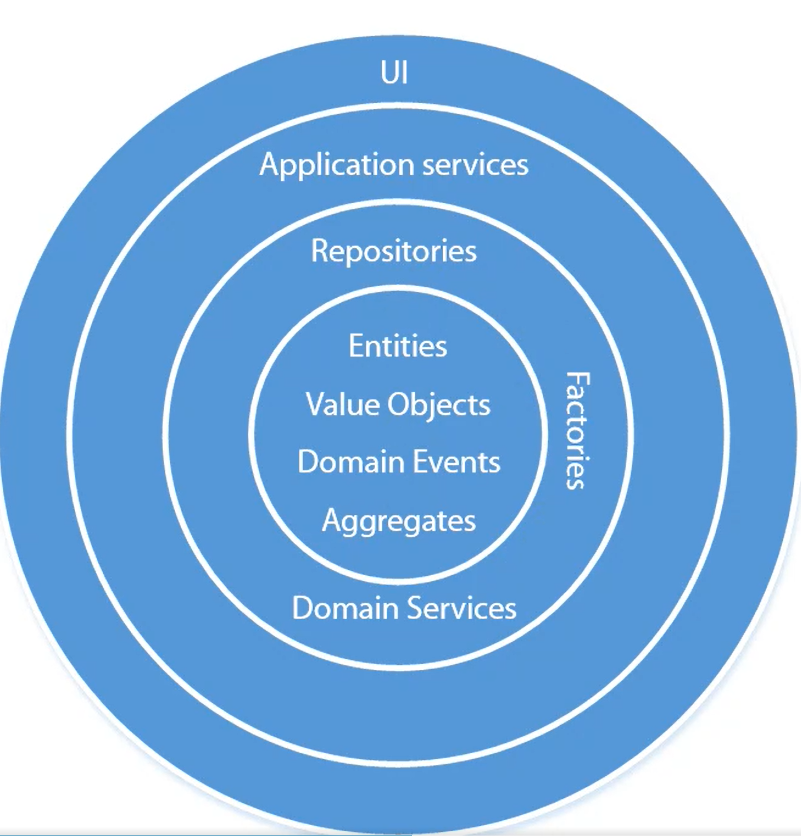 UI
Application services
Repositories
Entities
Value Objects
Domain Events
Aggregates
Factories
Domain Services